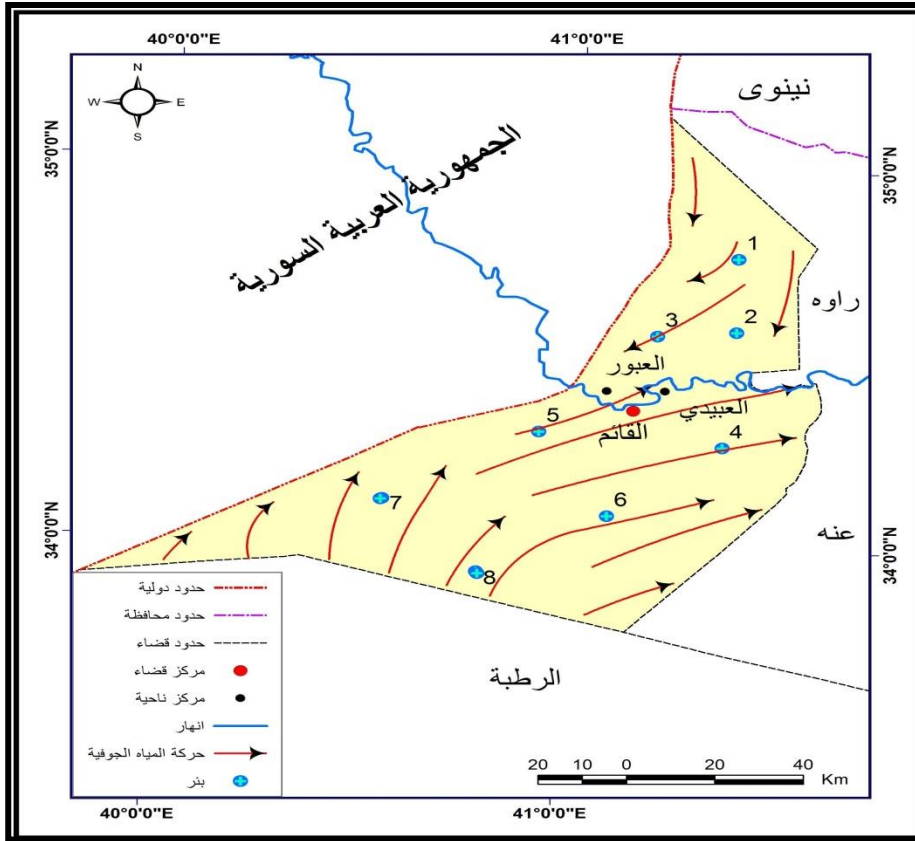 40°0'0"E
41°0'0"E
N
W
E
S
نينوى
35°0'0"N
35°0'0"N
الجمهورية العربية السورية
1
راوه
3
2
العبور
العبيدي
5
القائم
4
7
6
عنه
34°0'0"N
34°0'0"N
8
حدود دولية
حدود محافظة
حدود قضاء
مركز قضاء
مركز ناحية
انهار
حركة المياه الجوفية
بئر
الرطبة
20 10 0 20 40 Km
40°0'0"E
41°0'0"E